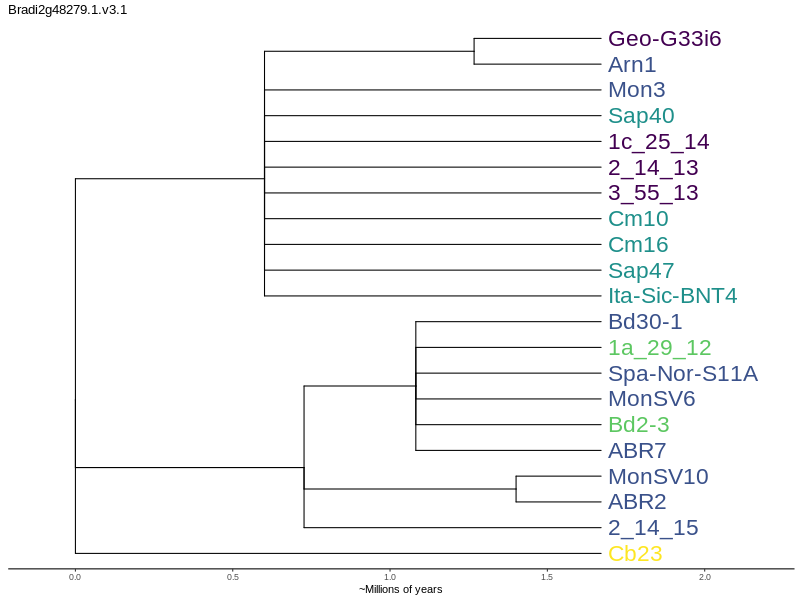 Bradi2g48279.1.v3.1
Geo-G33i6
Arn1
Mon3
Sap40
1c_25_14
2_14_13
3_55_13
Cm10
Cm16
Sap47
Ita-Sic-BNT4
Bd30-1
1a_29_12
Spa-Nor-S11A
MonSV6
Bd2-3
ABR7
MonSV10
ABR2
2_14_15
Cb23
0.0 0.5 1.0 1.5 2.0
~Millions of years